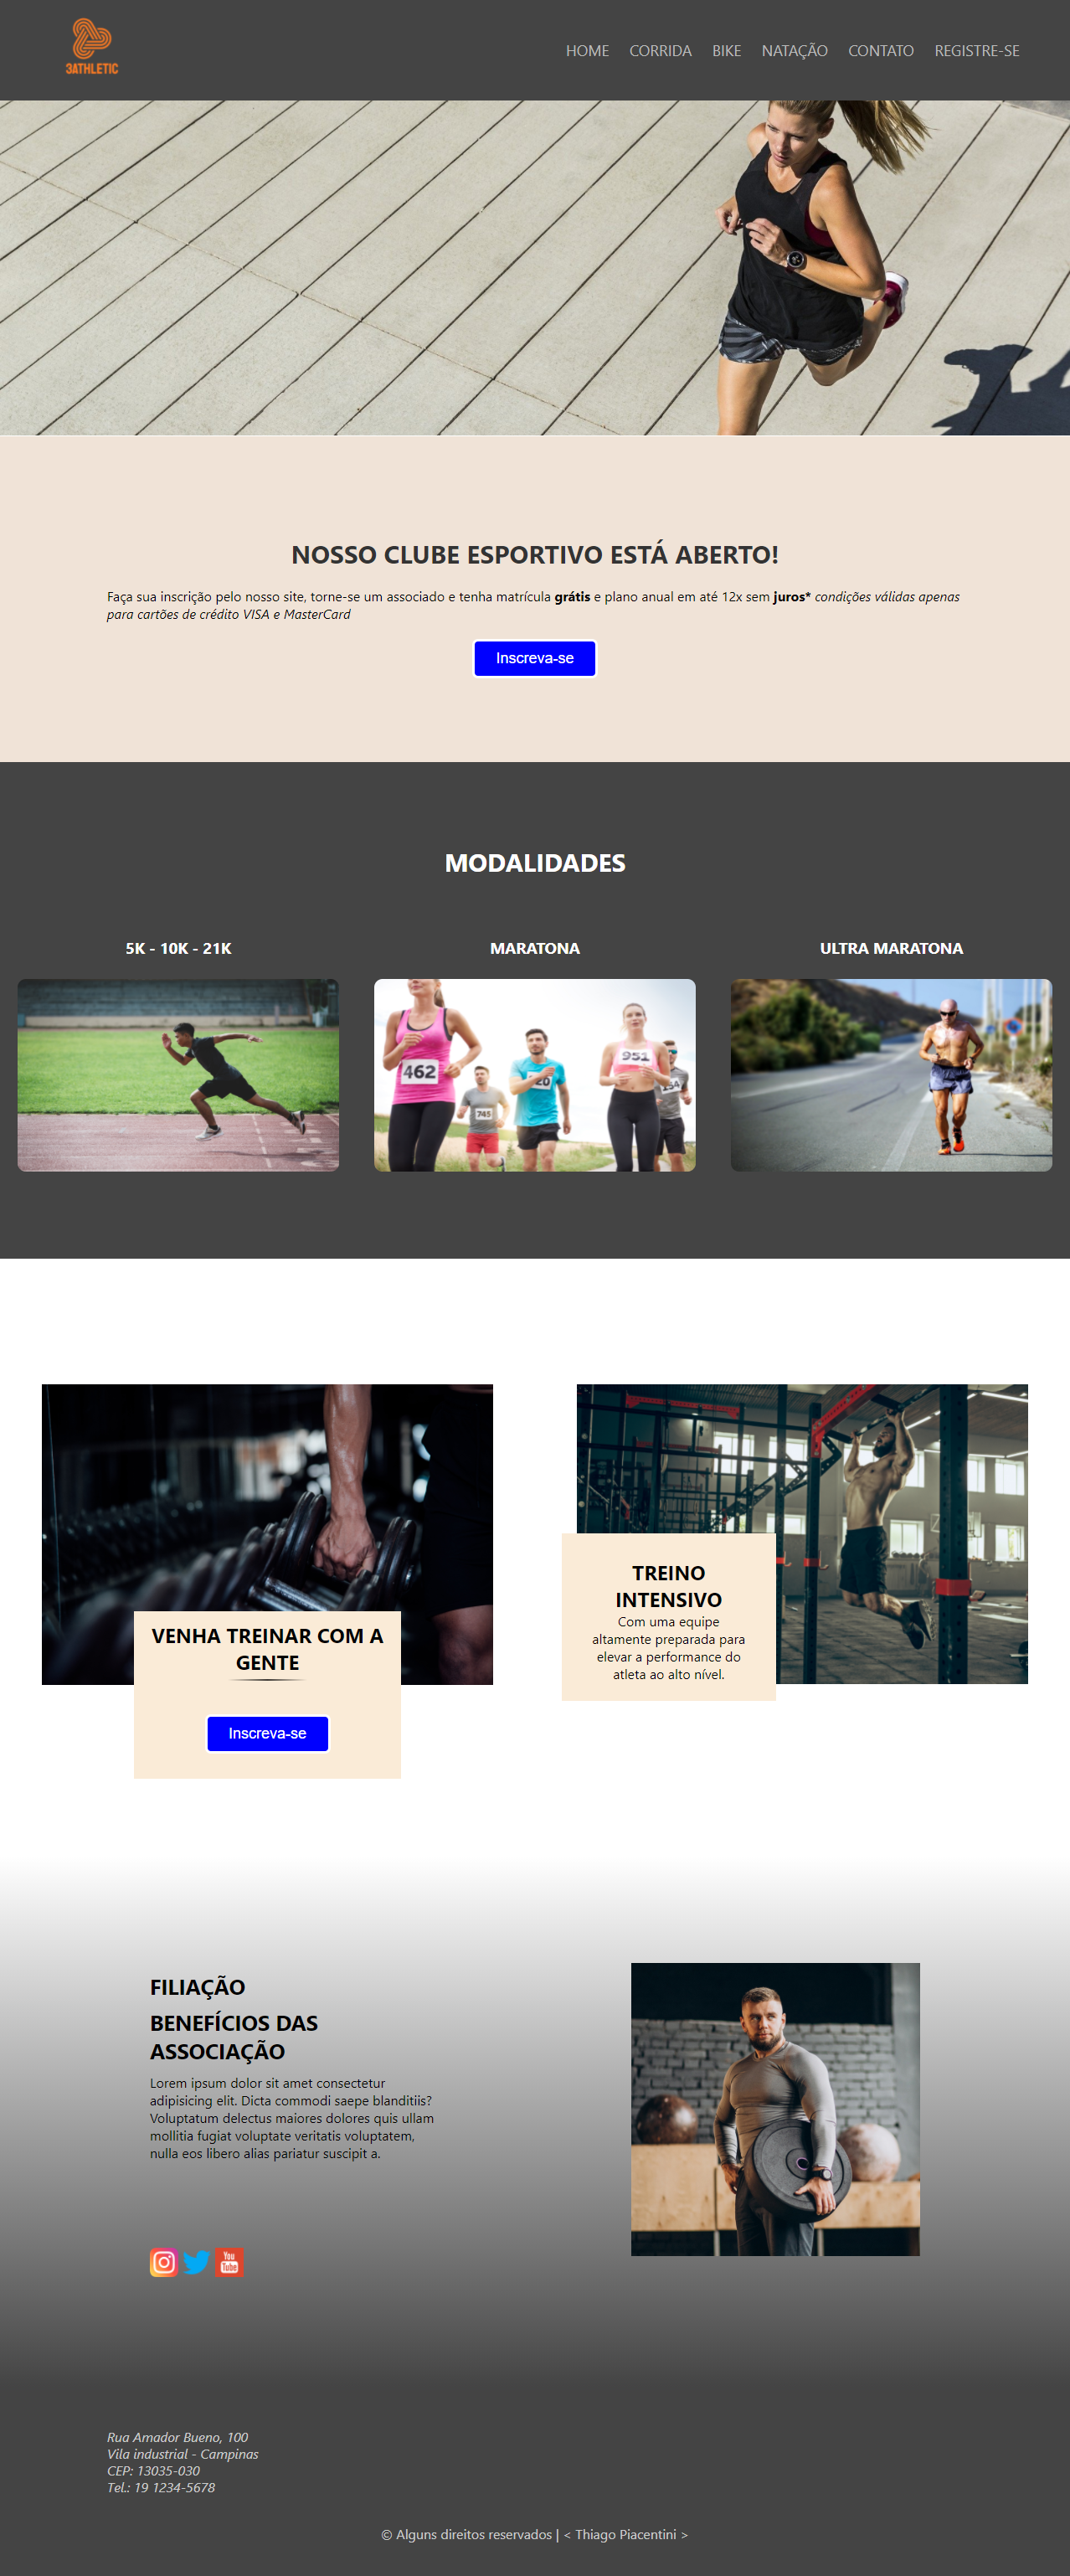 3ATHLETIC
HOME CORRIDA BIKE NATAÇÃO CONTATO REGISTRE-SE
NOSSO CLUBE ESPORTIVO ESTÁ ABERTO!
Faça sua inscrição pelo nosso site, torne-se um associado e tenha matrícula grátis e plano anual em até 12x sem juros* condições válidas apenas
para cartões de crédito VISA e MasterCard
Inscreva-se
MODALIDADES
5K - 10K - 21K
MARATONA
ULTRA MARATONA
462
745
951
VENHA TREINAR COM A
GENTE
Inscreva-se
TREINO
INTENSIVO
Com uma equipe
altamente preparada para
elevar a performance do
atleta ao alto nível.
FILIAÇÃO
BENEFÍCIOS DAS
ASSOCIAÇÃO
Lorem ipsum dolor sit amet consectetur
adipisicing elit. Dicta commodi saepe blanditiis?
Voluptatum delectus maiores dolores quis ullam
mollitia fugiat voluptate veritatis voluptatem,
nulla eos libero alias pariatur suscipit a.
You
Tube
Rua Amador Bueno, 100
Vila industrial - Campinas
CEP: 13035-030
Tel.: 19 1234-5678
© Alguns direitos reservados | < Thiago Piacentini >